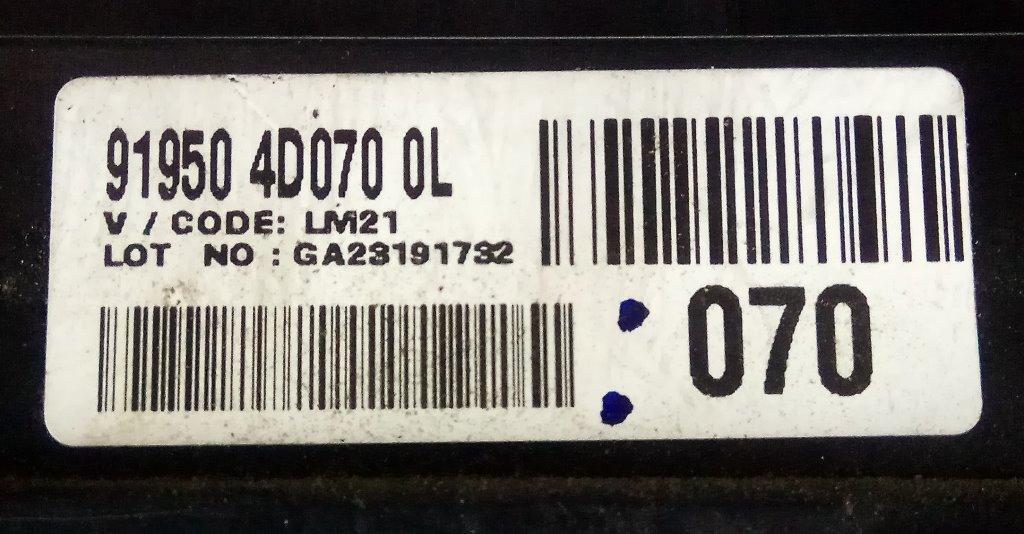 91950 4D070 0L
V / CODE: LM21
LOT NO : GA23191732
070